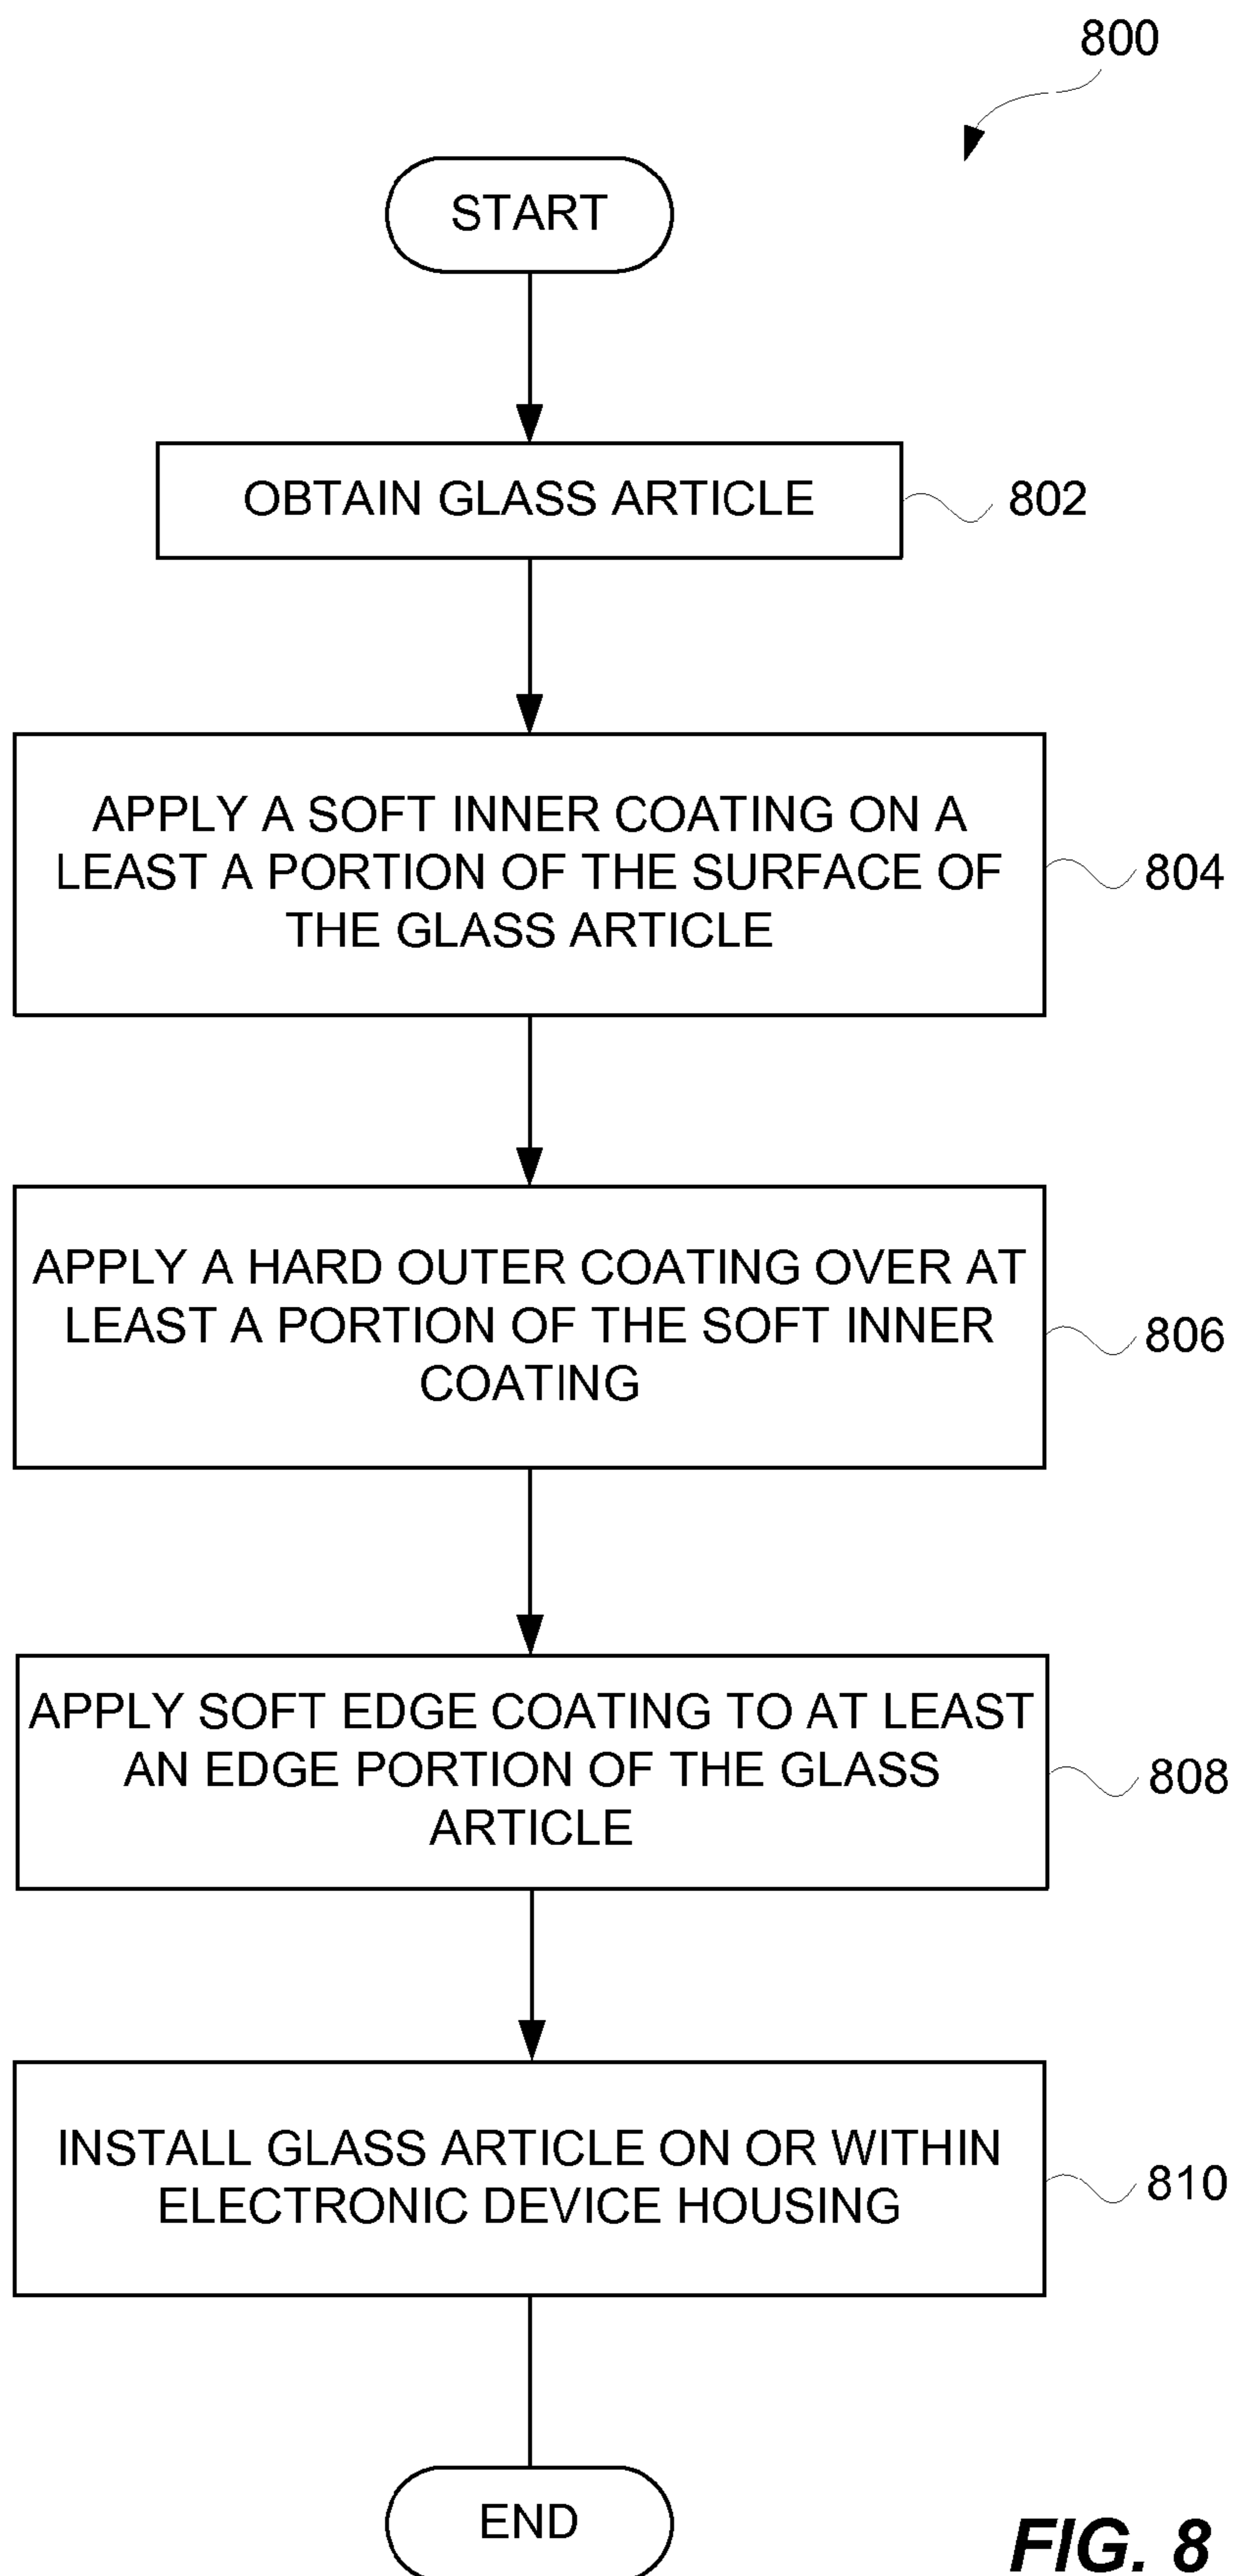 800
START
OBTAIN GLASS ARTICLE
802
APPLY A SOFT INNER COATING ON A
LEAST A PORTION OF THE SURFACE OF
THE GLASS ARTICLE
804
APPLY A HARD OUTER COATING OVER AT
LEAST A PORTION OF THE SOFT INNER
COATING
806
APPLY SOFT EDGE COATING TO AT LEAST
AN EDGE PORTION OF THE GLASS
ARTICLE
808
INSTALL GLASS ARTICLE ON OR WITHIN
ELECTRONIC DEVICE HOUSING
810
END
FIG. 8